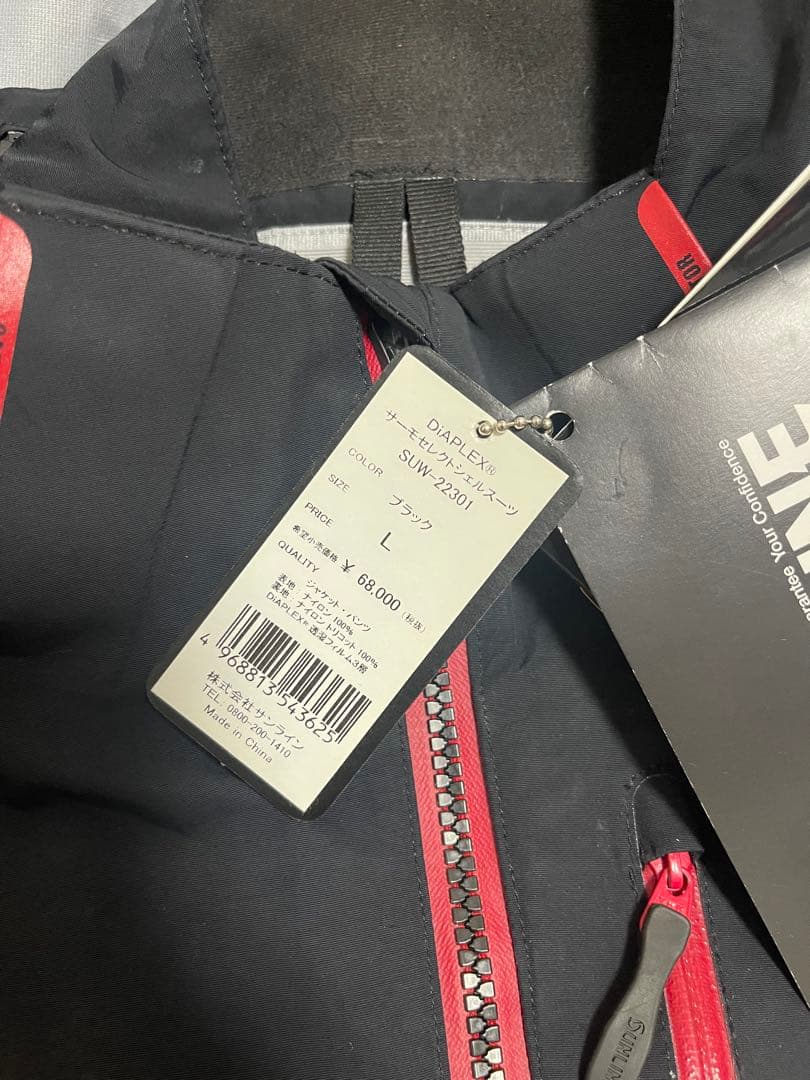 DiAPLEX®
サーモセレクトシェルスーツ
SUW-22301
COLOR ブラック
SIZE L
PRICE
希望小売価格 ¥ 68,000 (税抜)
QUALITY
ジャケット・パンツ
表地: ナイロン 100%
裏地: ナイロントリコット 100%
DiAPLEX® 透湿フィルム3層
4 968813 543625
株式会社サンライン
TEL. 0800-200-1410
Made in China
TOR
NE
arantee Your Confidence
SUNLIN